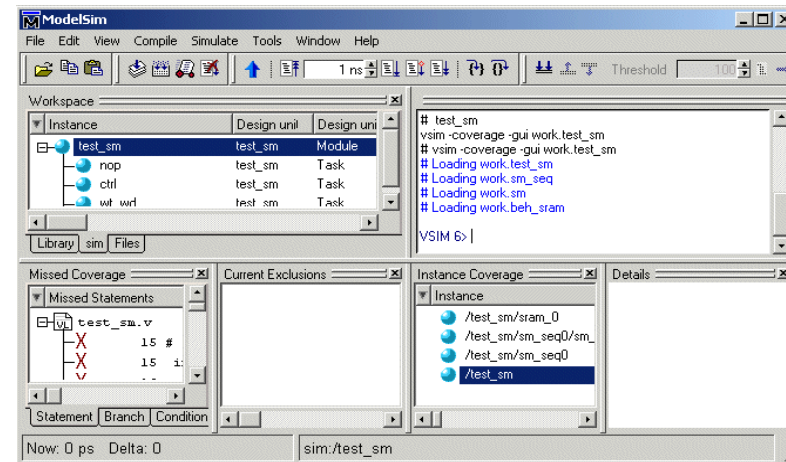 ModelSim
File Edit View Compile Simulate Tools Window Help
1 ns
Threshold 100
Workspace
Instance Design unit Design uni
test_sm test_sm Module
nop test_sm Task
ctrl test_sm Task
wt_wd test_sm Task
Library sim Files
# test_sm
vsim -coverage -gui work.test_sm
# vsim -coverage -gui work.test_sm
# Loading work.test_sm
# Loading work.sm_seq
# Loading work.sm
# Loading work.beh_sram
VSIM 6>
Missed Coverage
Missed Statements
test_sm.v
15 #
15 i
Statement Branch Condition
Current Exclusions
Instance Coverage
Instance
/test_sm/sram_0
/test_sm/sm_seq0/sm_
/test_sm/sm_seq0
/test_sm
Details
Now: 0 ps Delta: 0
sim:/test_sm